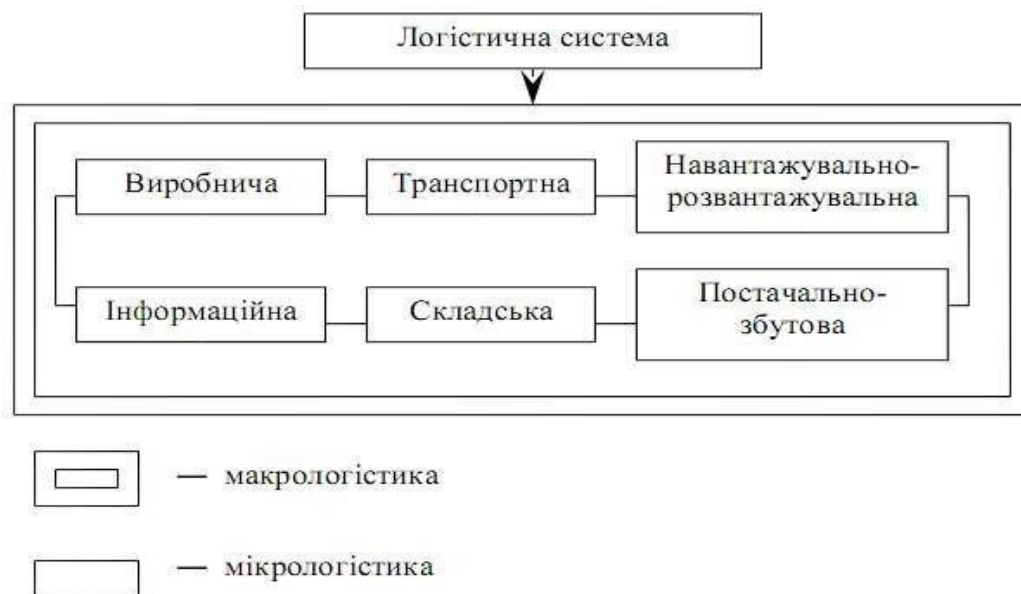 Логістична система
Виробнича
Транспортна
Навантажувально-
розвантажувальна
Інформаційна
Складська
Постачально-
збутова
— макрологістика
— мікрологістика